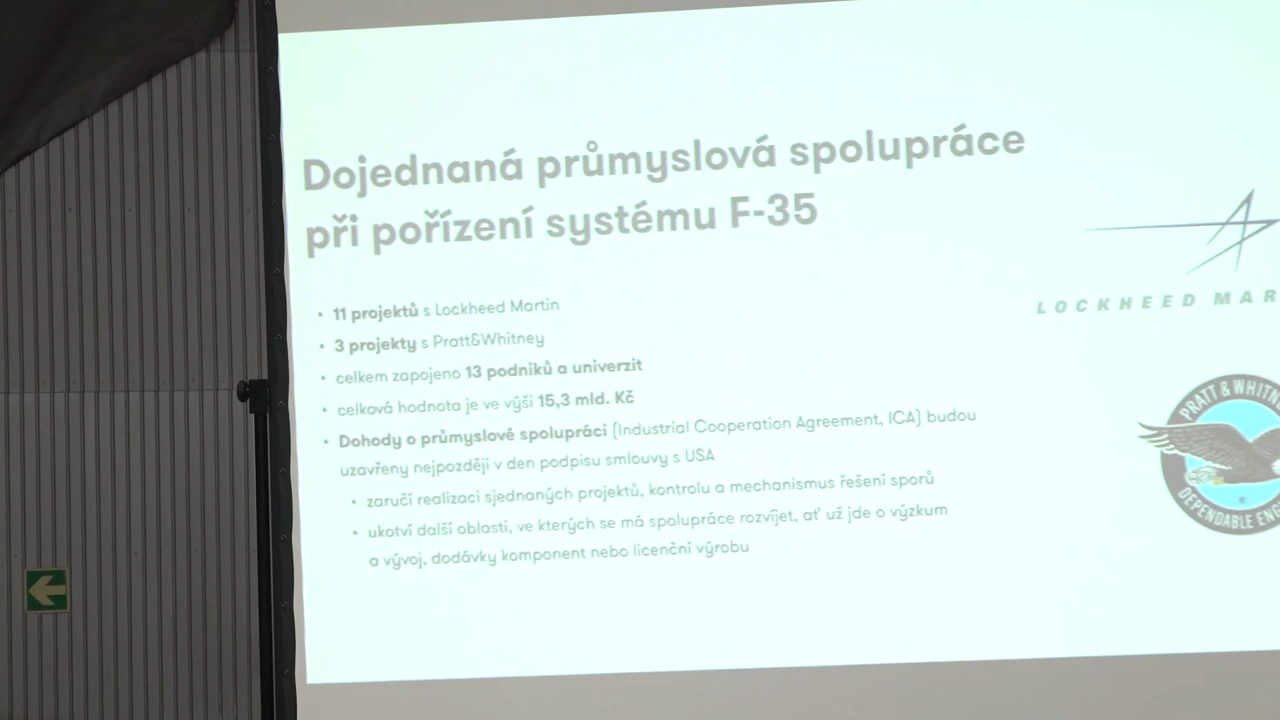 Dojednaná průmyslová spolupráce
při pořízení systému F-35
• 11 projektů s Lockheed Martin
• 3 projekty s Pratt&Whitney
• celkem zapojeno 13 podniků a univerzit
• celková hodnota je ve výši 15,3 mld. Kč
• Dohody o průmyslové spolupráci (Industrial Cooperation Agreement, ICA) budou
uzavřeny nejpozději v den podpisu smlouvy s USA
• zaručí realizaci sjednaných projektů, kontrolu a mechanismus řešení sporů
• ukotví další oblasti, ve kterých se má spolupráce rozvíjet, ať už jde o výzkum
a vývoj, dodávky komponent nebo licenční výrobu
LOCKHEED MAR
PRATT & WHITN
DEPENDABLE ENG